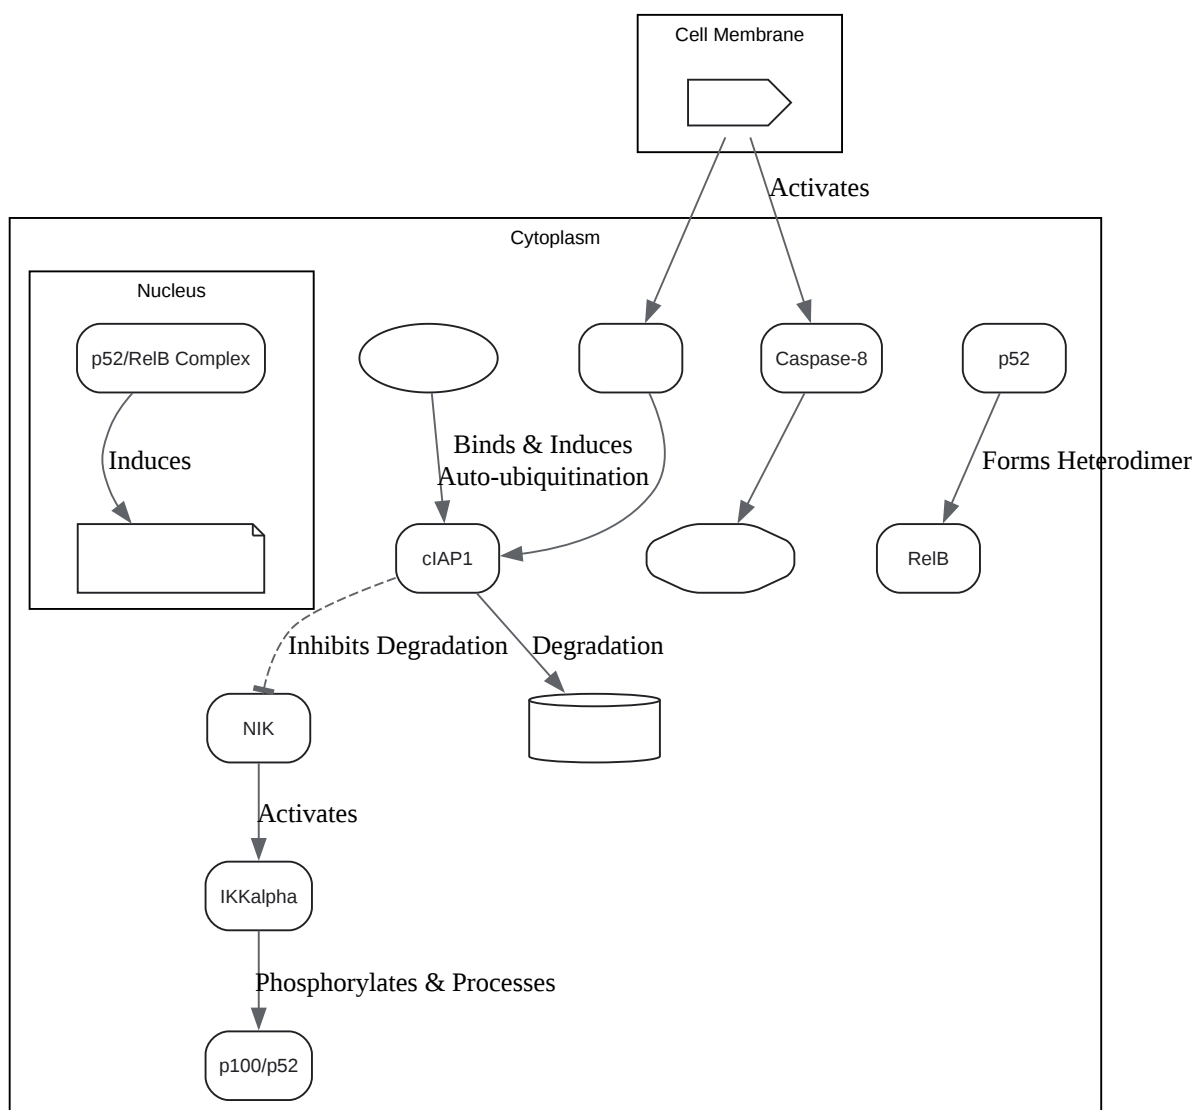 Cell Membrane
Activates
Cytoplasm
Nucleus
p52/RelB Complex
Caspase-8
p52
Binds & Induces
Auto-ubiquitination
Induces
Forms Heterodimer
cIAP1
RelB
Inhibits Degradation
Degradation
NIK
Activates
IKKalpha
Phosphorylates & Processes
p100/p52